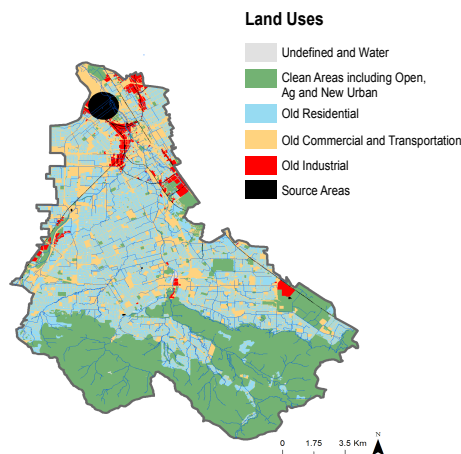 Land Uses
Undefined and Water
Clean Areas including Open,
Ag and New Urban
Old Residential
Old Commercial and Transportation
Old Industrial
Source Areas
0 1.75 3.5 Km
N